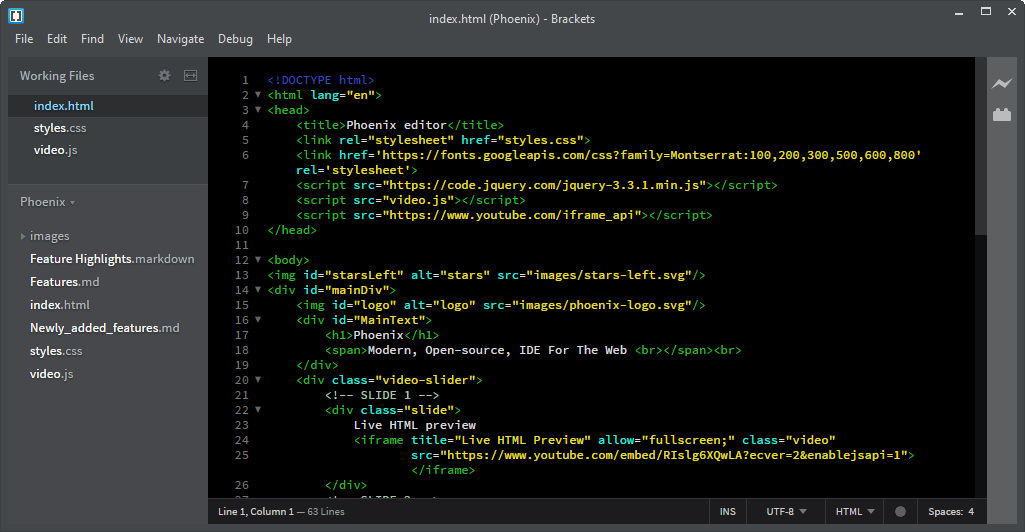 index.html (Phoenix) - Brackets
File Edit Find View Navigate Debug Help
Working Files
index.html
styles.css
video.js
Phoenix
images
Feature Highlights.markdown
Features.md
index.html
Newly_added_features.md
styles.css
video.js
1 <!DOCTYPE html>
2 <html lang="en">
3 <head>
4 <title>Phoenix editor</title>
5 <link rel="stylesheet" href="styles.css">
6 <link href='https://fonts.googleapis.com/css?family=Montserrat:100,200,300,500,600,800'
rel='stylesheet'>
7 <script src="https://code.jquery.com/jquery-3.3.1.min.js"></script>
8 <script src="video.js"></script>
9 <script src="https://www.youtube.com/iframe_api"></script>
10 </head>
11
12 <body>
13 <img id="starsLeft" alt="stars" src="images/stars-left.svg"/>
14 <div id="mainDiv">
15 <img id="logo" alt="logo" src="images/phoenix-logo.svg"/>
16 <div id="MainText">
17 <h1>Phoenix</h1>
18 <span>Modern, Open-source, IDE For The Web <br></span><br>
19 </div>
20 <div class="video-slider">
21 <!-- SLIDE 1 -->
22 <div class="slide">
23 Live HTML preview
24 <iframe title="Live HTML Preview" allow="fullscreen;" class="video"
25 src="https://www.youtube.com/embed/RIslg6XQwLA?ecver=2&enablejsapi=1">
</iframe>
26 </div>
Line 1, Column 1 — 63 Lines
INS UTF-8 HTML Spaces: 4